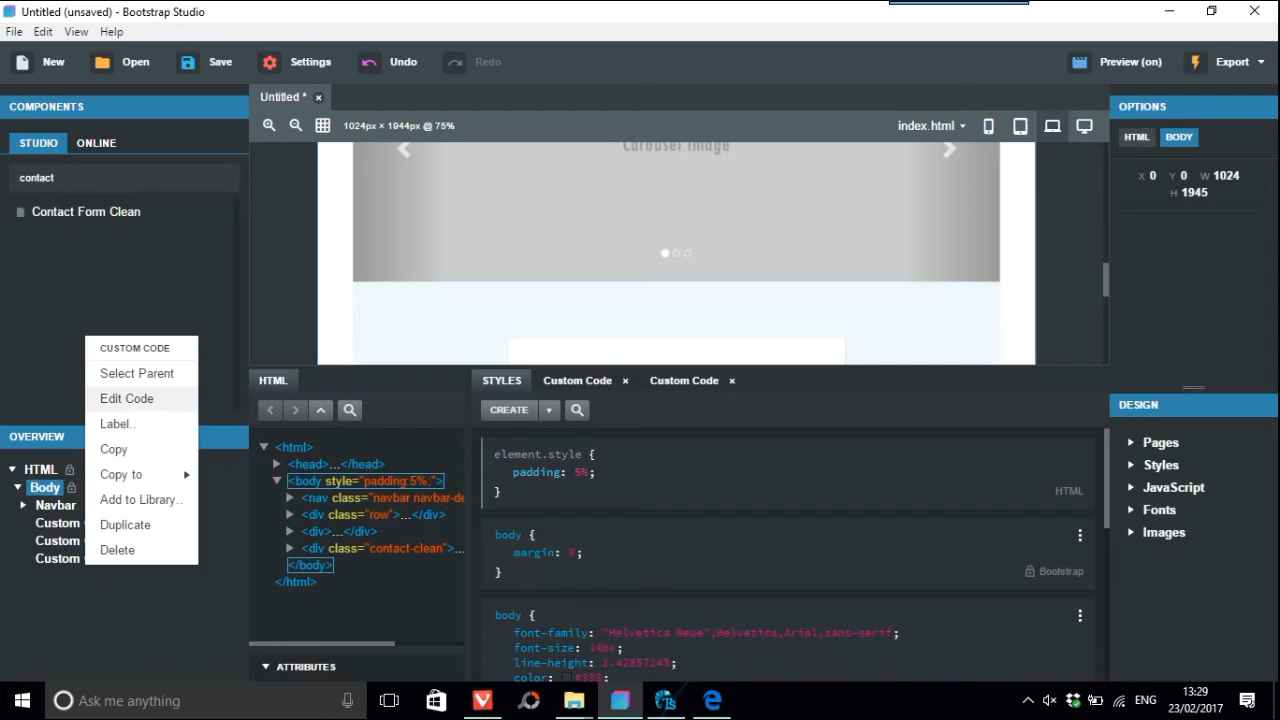 Untitled (unsaved) - Bootstrap Studio
File Edit View Help
New Open Save Settings Undo Redo Preview (on) Export
COMPONENTS
STUDIO ONLINE
contact
Contact Form Clean
Untitled *
1024px × 1944px @ 75%
index.html
Carousel Image
OPTIONS
HTML BODY
X 0 Y 0 W 1024
H 1945
CUSTOM CODE
Select Parent
Edit Code
Label..
Copy
Copy to
Add to Library..
Duplicate
Delete
OVERVIEW
HTML
Body
Navbar
Custom
Custom
Custom
HTML
<html>
<head>...</head>
<body style="padding:5%;">
<nav class="navbar navbar-de
<div class="row">...</div>
<div>...</div>
<div class="contact-clean">...
</body>
</html>
ATTRIBUTES
STYLES Custom Code Custom Code
CREATE
element.style {
padding: 5%;
}
HTML
body {
margin: 0;
}
Bootstrap
body {
font-family: "Helvetica Neue",Helvetica,Arial,sans-serif;
font-size: 14px;
line-height: 1.42857143;
color: #333;
DESIGN
Pages
Styles
JavaScript
Fonts
Images
Ask me anything
ENG
13:29
23/02/2017